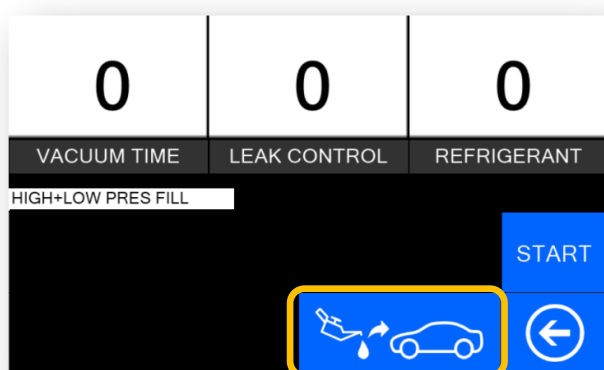 0 0 0
VACUUM TIME LEAK CONTROL REFRIGERANT
HIGH+LOW PRES FILL
START